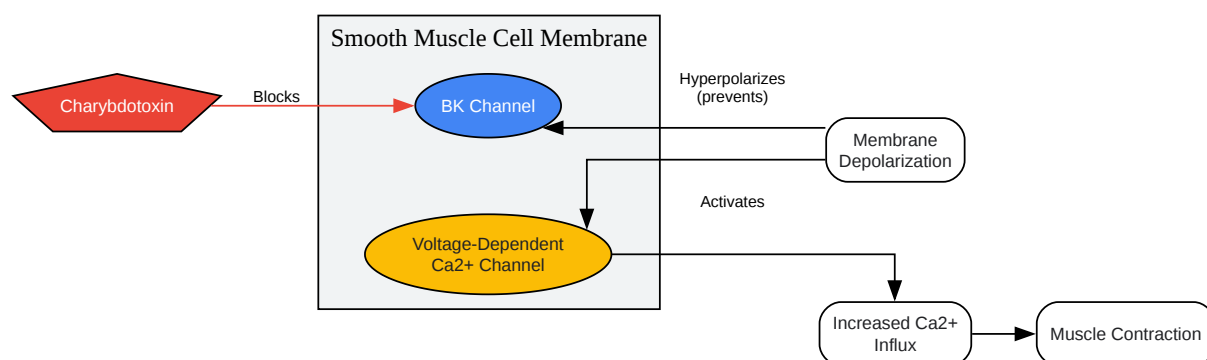 Smooth Muscle Cell Membrane
Charybdotoxin
Blocks
BK Channel
Hyperpolarizes
(prevents)
Membrane
Depolarization
Activates
Voltage-Dependent
Ca2+ Channel
Increased Ca2+
Influx
Muscle Contraction